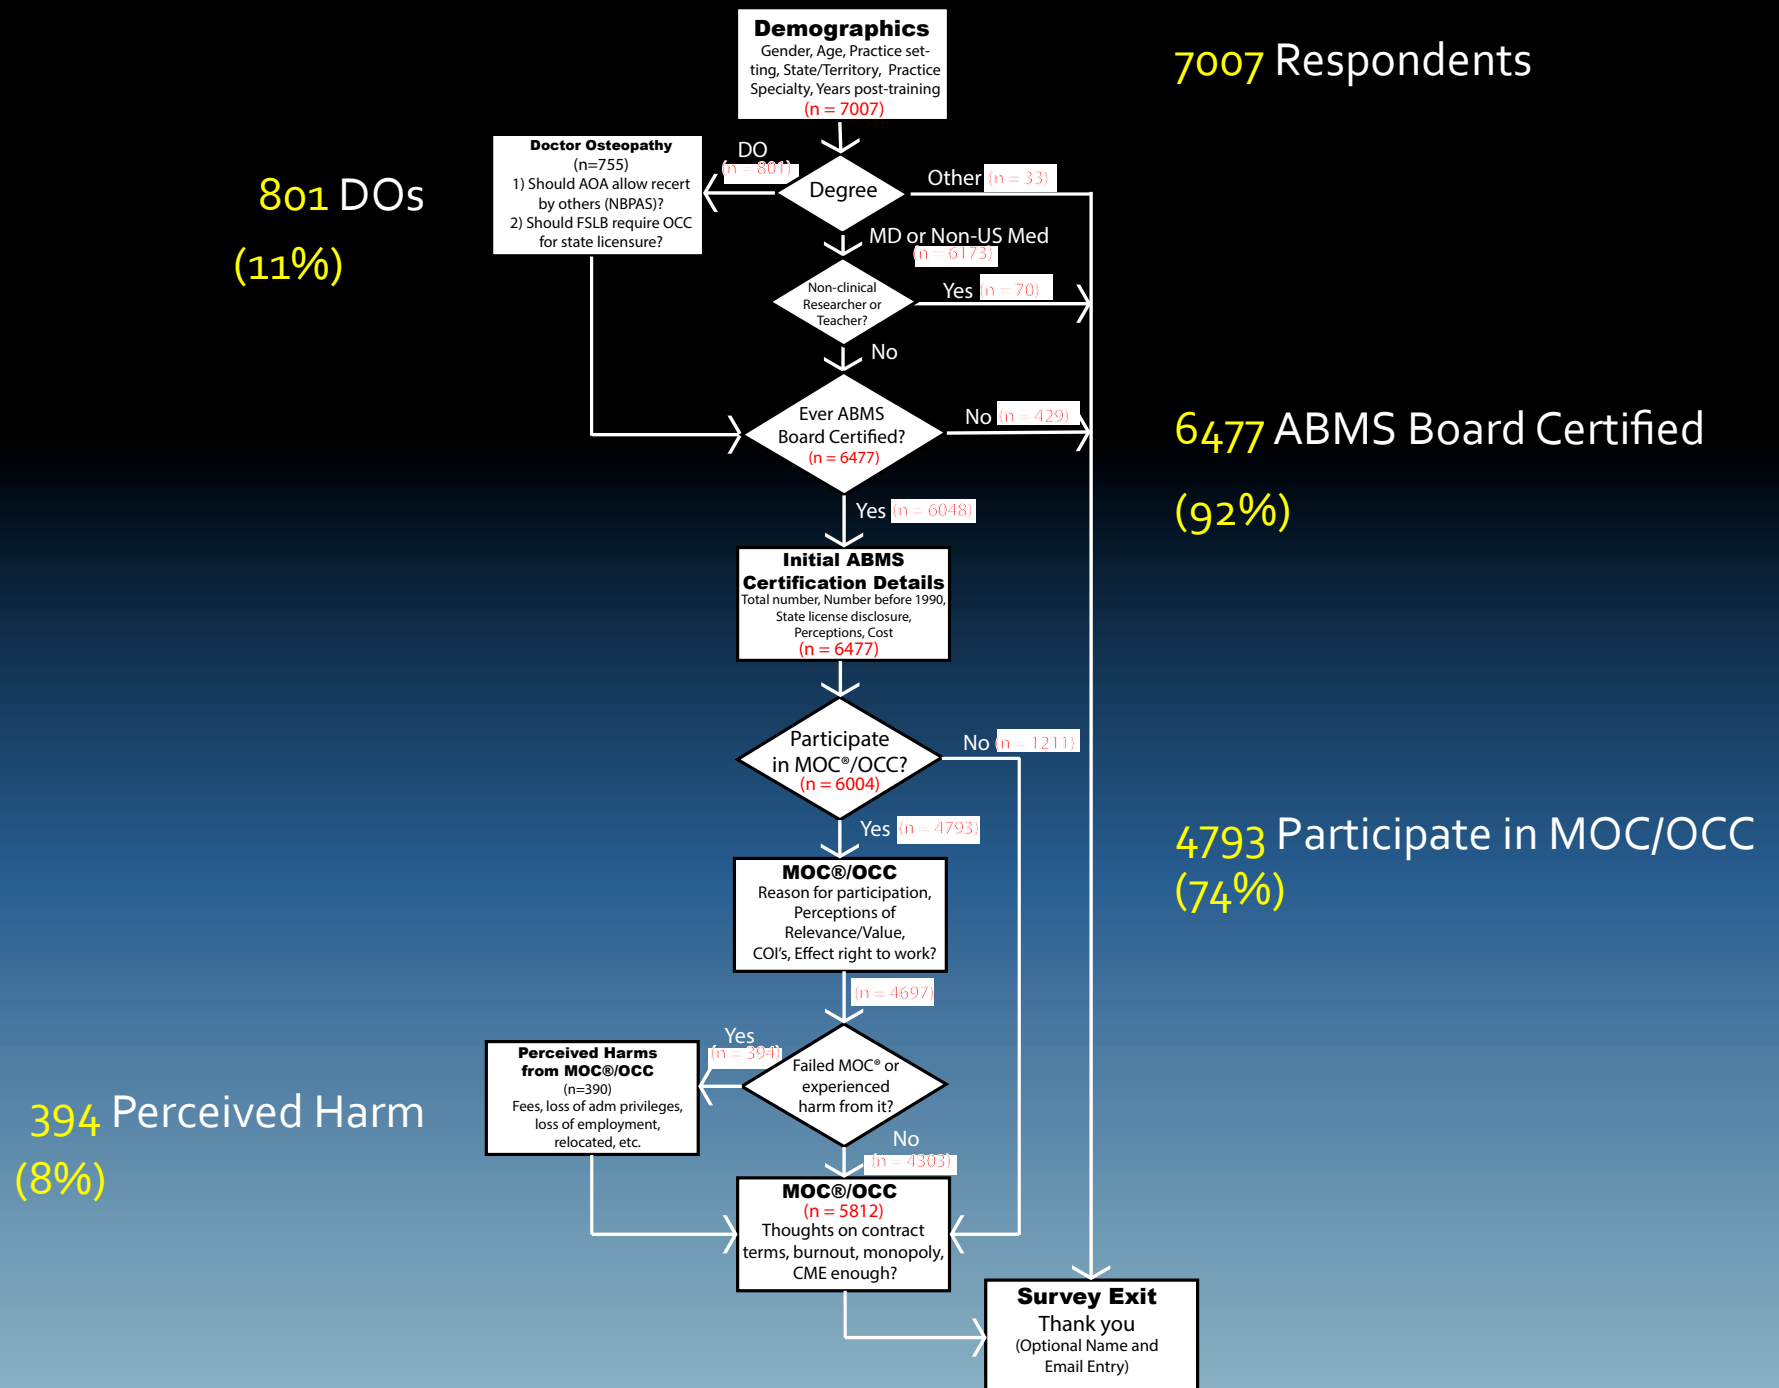 Demographics
Gender, Age, Practice set-
ting, State/Territory, Practice
Specialty, Years post-training
(n = 7007)
7007 Respondents
Doctor Osteopathy
(n=755)
1) Should AOA allow recert
by others (NBPAS)?
2) Should FSLB require OCC
for state licensure?
DO
(n = 801)
Degree
Other (n = 33)
801 DOs
(11%)
MD or Non-US Med
(n = 6173)
Non-clinical
Researcher or
Teacher?
Yes (n = 70)
No
Ever ABMS
Board Certified?
(n = 6477)
No (n = 429)
6477 ABMS Board Certified
(92%)
Yes (n = 6048)
Initial ABMS
Certification Details
Total number, Number before 1990,
State license disclosure,
Perceptions, Cost
(n = 6477)
Participate
in MOC®/OCC?
(n = 6004)
No (n = 1211)
Yes (n = 4793)
4793 Participate in MOC/OCC
(74%)
MOC®/OCC
Reason for participation,
Perceptions of
Relevance/Value,
COI's, Effect right to work?
(n = 4697)
Failed MOC® or
experienced
harm from it?
Yes
(n = 394)
Perceived Harms
from MOC®/OCC
(n=390)
Fees, loss of adm privileges,
loss of employment,
relocated, etc.
394 Perceived Harm
(8%)
No
(n = 4303)
MOC®/OCC
(n = 5812)
Thoughts on contract
terms, burnout, monopoly,
CME enough?
Survey Exit
Thank you
(Optional Name and
Email Entry)